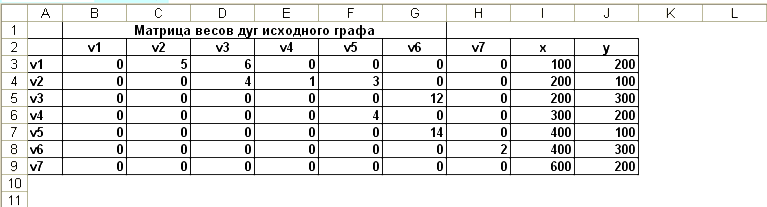 A B C D E F G H I J K L
1 Матрица весов дуг исходного графа
2 v1 v2 v3 v4 v5 v6 v7 x y
3 v1 0 5 6 0 0 0 0 100 200
4 v2 0 0 4 1 3 0 0 200 100
5 v3 0 0 0 0 0 12 0 200 300
6 v4 0 0 0 0 4 0 0 300 200
7 v5 0 0 0 0 0 14 0 400 100
8 v6 0 0 0 0 0 0 2 400 300
9 v7 0 0 0 0 0 0 0 600 200
10
11